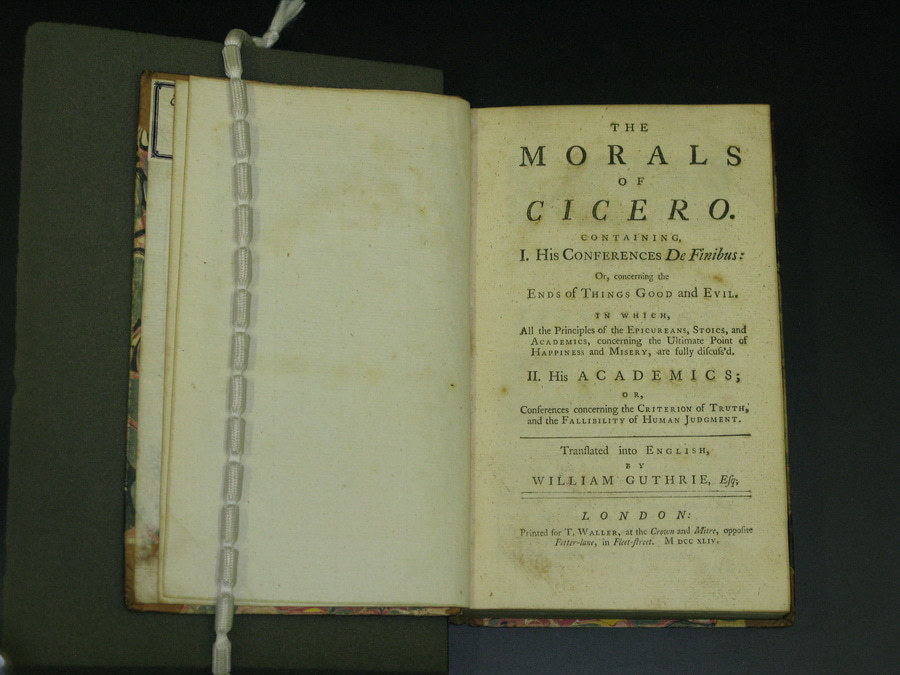 THE
MORALS
OF
CICERO.
CONTAINING,
I. His CONFERENCES De Finibus:
Or, concerning the
ENDS of THINGS GOOD and EVIL.
IN WHICH,
All the Principles of the EPICUREANS, STOICS, and
ACADEMICS, concerning the Ultimate Point of
HAPPINESS and MISERY, are fully diſcuſs'd.
II. His ACADEMICS;
OR,
Conferences concerning the CRITERION of TRUTH,
and the FALLIBILITY of HUMAN JUDGMENT.
Tranſlated into ENGLISH,
BY
WILLIAM GUTHRIE, Eſq;
LONDON:
Printed for T. WALLER, at the Crown and Mitre, oppoſite
Fetter-lane, in Fleet-ſtreet. M DCC XLIV.